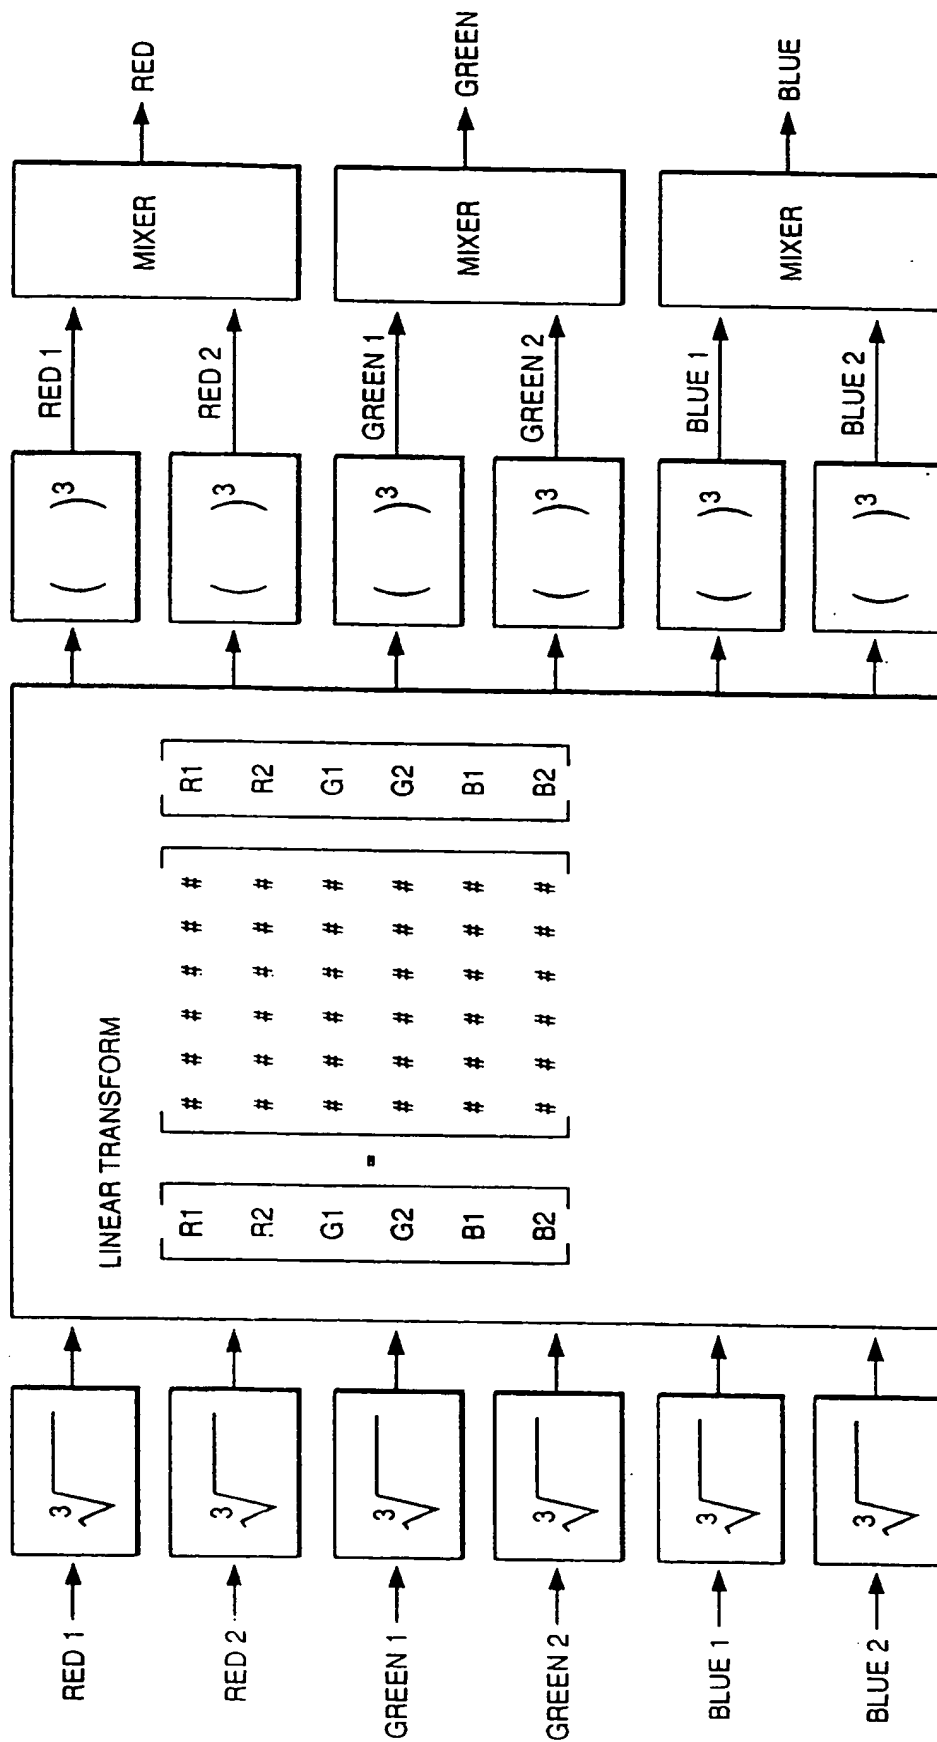 RED 1
RED 2
GREEN 1
GREEN 2
BLUE 1
BLUE 2
3√
3√
3√
3√
3√
3√
LINEAR TRANSFORM
R1 # # # # # # R1
R2 # # # # # # R2
G1 # # # # # # G1
= 
G2 # # # # # # G2
B1 # # # # # # B1
B2 # # # # # # B2
( )3
( )3
( )3
( )3
( )3
( )3
RED 1
RED 2
GREEN 1
GREEN 2
BLUE 1
BLUE 2
MIXER
MIXER
MIXER
RED
GREEN
BLUE